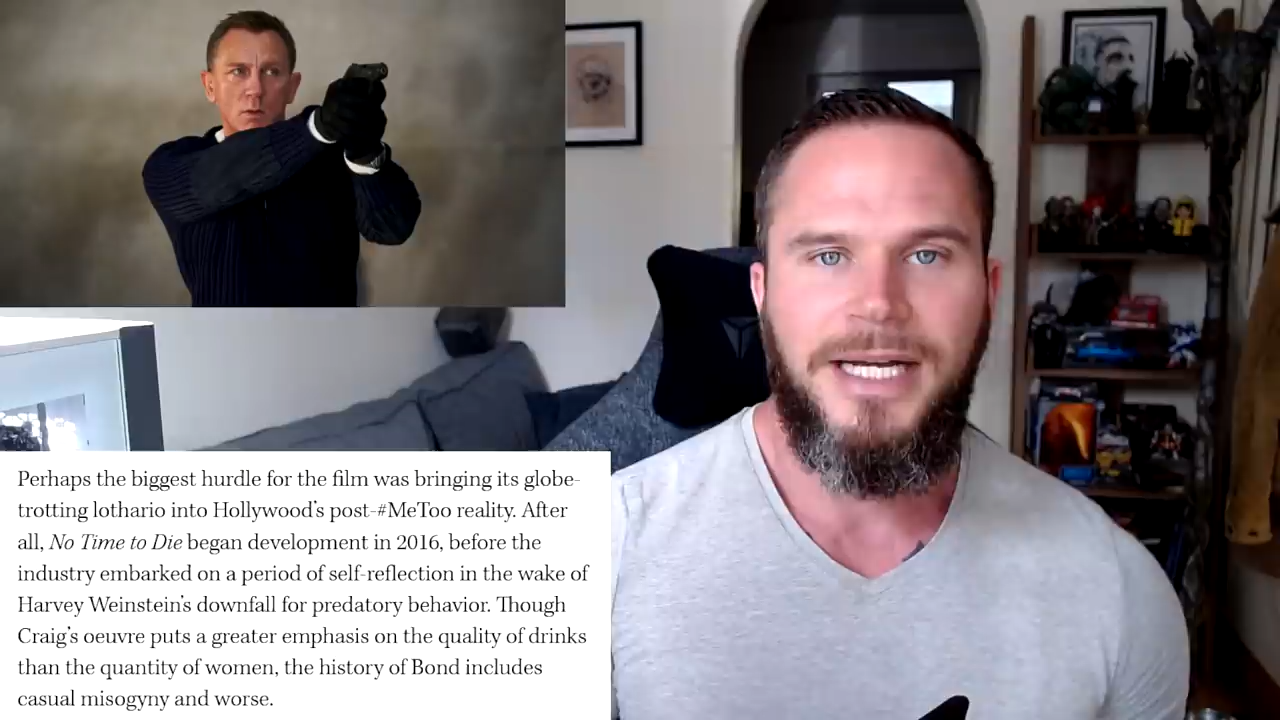 Perhaps the biggest hurdle for the film was bringing its globe-
trotting lothario into Hollywood’s post-#MeToo reality. After
all, No Time to Die began development in 2016, before the
industry embarked on a period of self-reflection in the wake of
Harvey Weinstein’s downfall for predatory behavior. Though
Craig’s oeuvre puts a greater emphasis on the quality of drinks
than the quantity of women, the history of Bond includes
casual misogyny and worse.